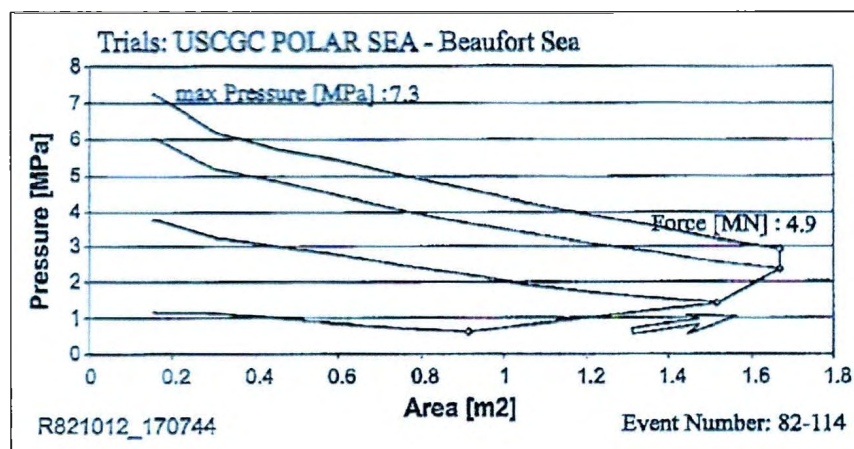 Trials: USCGC POLAR SEA - Beaufort Sea
8
max Pressure [MPa] :7.3
7
6
5
4
Force [MN] : 4.9
3
2
1
0
Pressure [MPa]
0 0.2 0.4 0.6 0.8 1 1.2 1.4 1.6 1.8
Area [m2]
R821012_170744
Event Number: 82-114